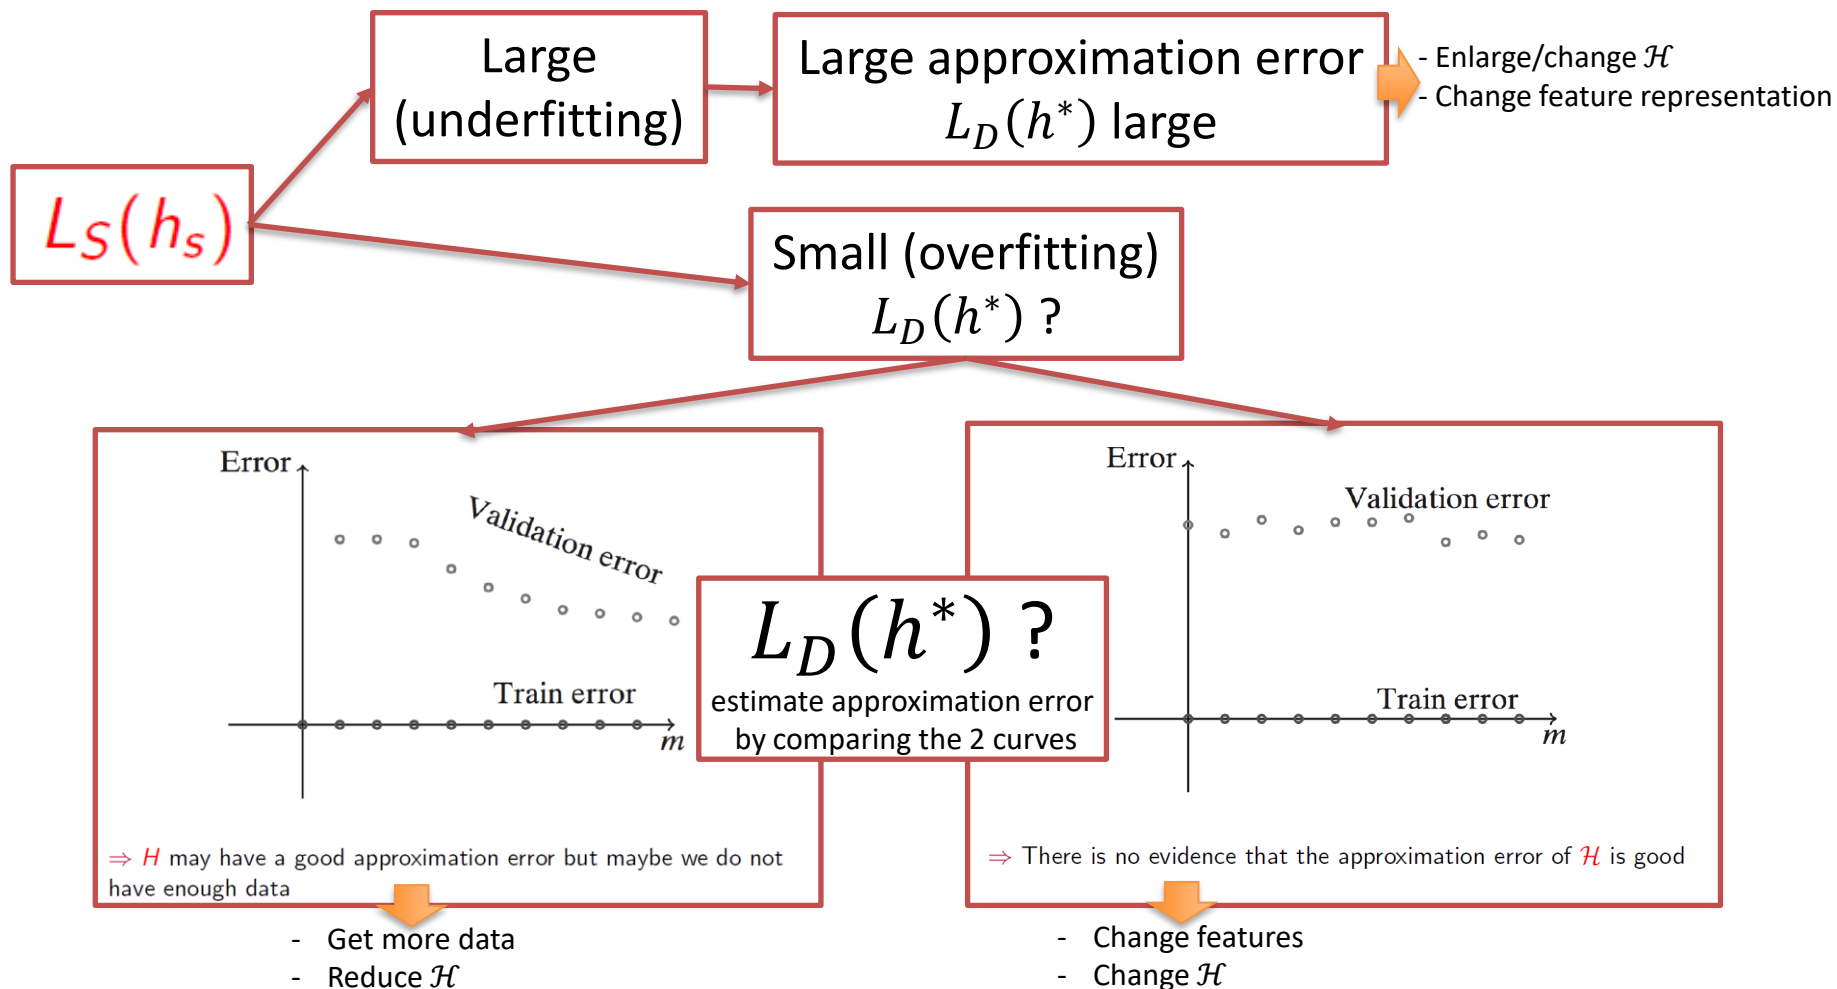 Large
(underfitting)
Large approximation error
L_D(h*) large
- Enlarge/change ℋ
- Change feature representation
L_S(h_s)
Small (overfitting)
L_D(h*) ?
Error
Validation error
Train error
m
⇒ H may have a good approximation error but maybe we do not
have enough data
- Get more data
- Reduce ℋ
L_D(h*) ?
estimate approximation error
by comparing the 2 curves
Error
Validation error
Train error
m
⇒ There is no evidence that the approximation error of ℋ is good
- Change features
- Change ℋ